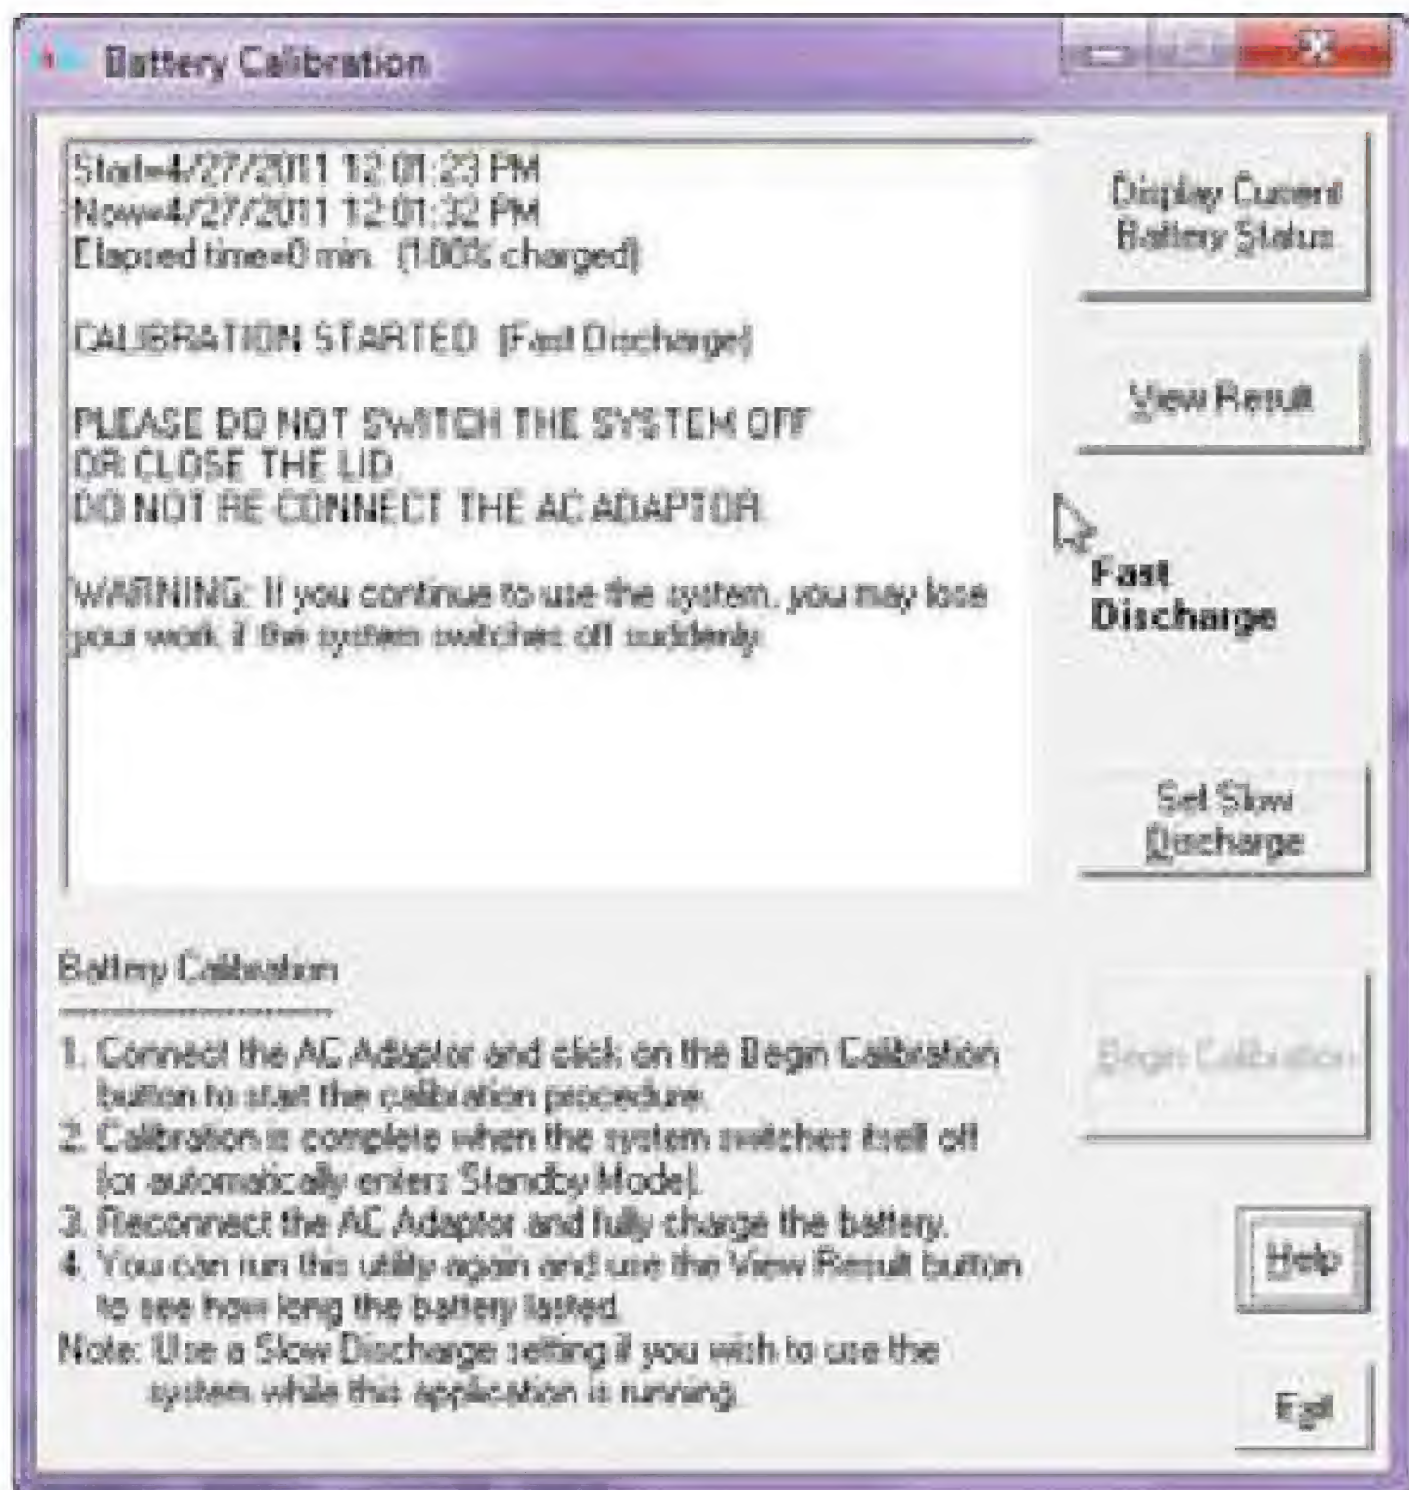 Battery Calibration
Start=4/27/2011 12:01:23 PM
Now=4/27/2011 12:01:32 PM
Elapsed time=0 min. (100% charged)
CALIBRATION STARTED (Fast Discharge)
PLEASE DO NOT SWITCH THE SYSTEM OFF
OR CLOSE THE LID.
DO NOT RE-CONNECT THE AC ADAPTOR.
WARNING: If you continue to use the system, you may lose
your work if the system switches off suddenly.
Display Current
Battery Status
View Result
Fast
Discharge
Set Slow
Discharge
Begin Calibration
Help
Exit
Battery Calibration
-----------------------------
1. Connect the AC Adaptor and click on the Begin Calibration
button to start the calibration procedure.
2. Calibration is complete when the system switches itself off
(or automatically enters Standby Mode).
3. Reconnect the AC Adaptor and fully charge the battery.
4. You can run this utility again and use the View Result button
to see how long the battery lasted.
Note: Use a Slow Discharge setting if you wish to use the
system while this application is running.